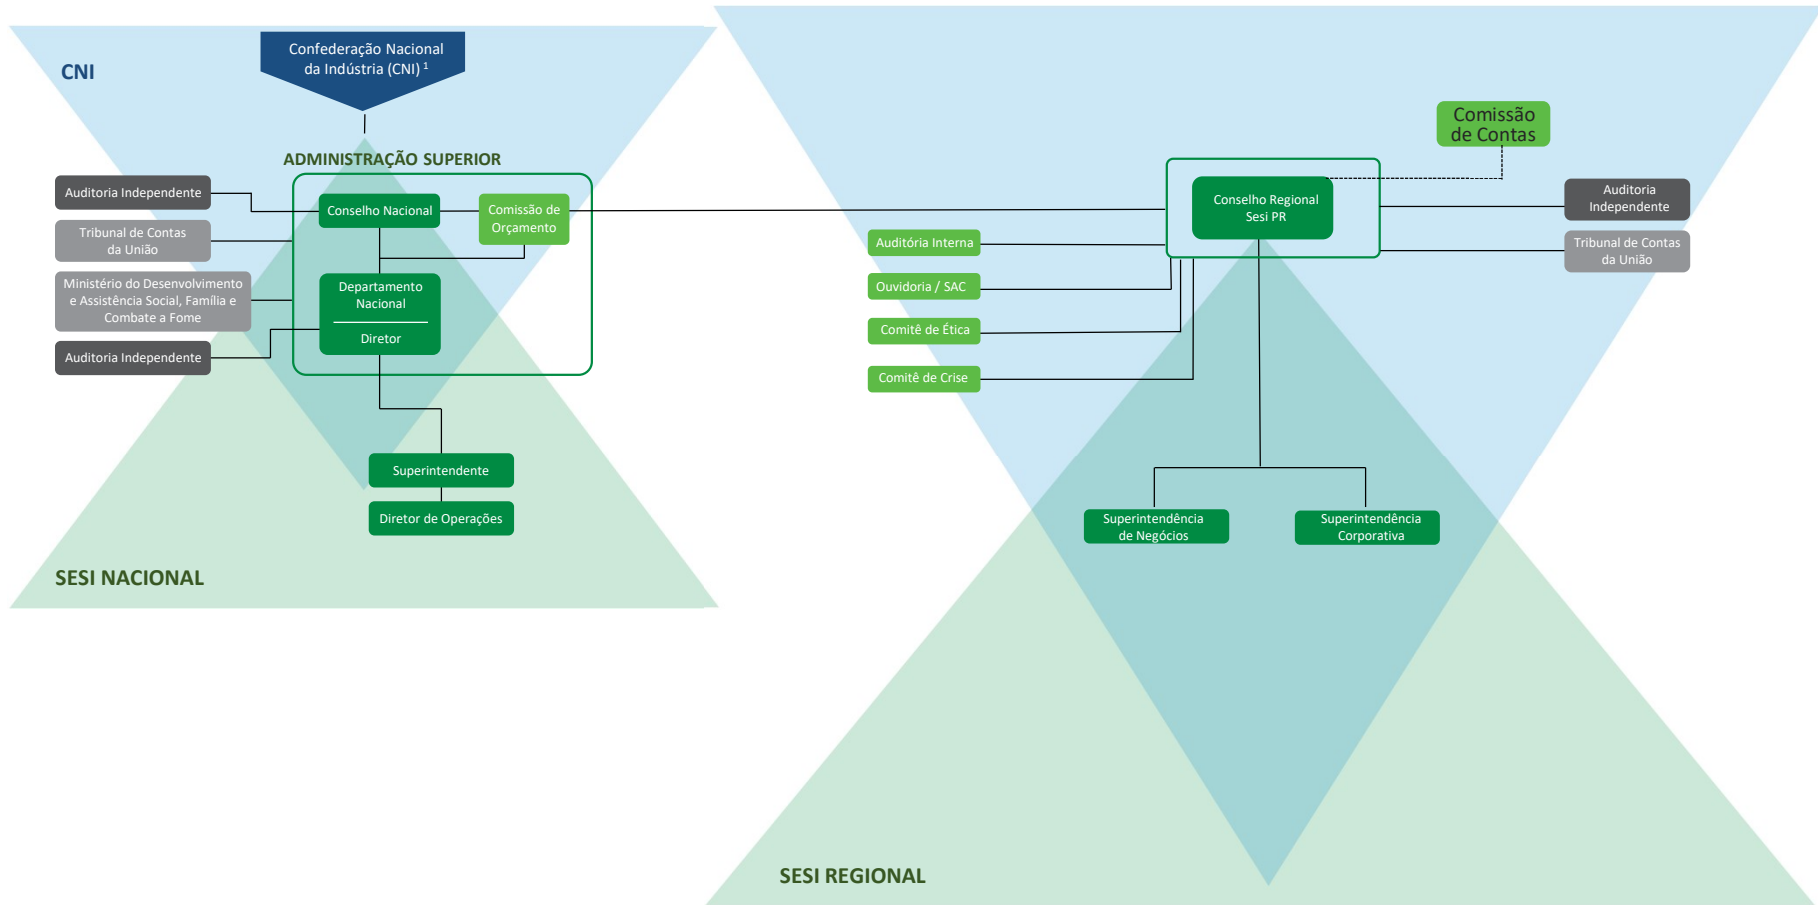 CNI
Confederação Nacional
da Indústria (CNI) 1
ADMINISTRAÇÃO SUPERIOR
Auditoria Independente
Tribunal de Contas
da União
Ministério do Desenvolvimento
e Assistência Social, Família e
Combate a Fome
Auditoria Independente
Conselho Nacional
Comissão de
Orçamento
Departamento
Nacional
Diretor
Superintendente
Diretor de Operações
SESI NACIONAL
Comissão
de Contas
Conselho Regional
Sesi PR
Auditoria
Independente
Tribunal de Contas
da União
Auditória Interna
Ouvidoria / SAC
Comitê de Ética
Comitê de Crise
Superintendência
de Negócios
Superintendência
Corporativa
SESI REGIONAL